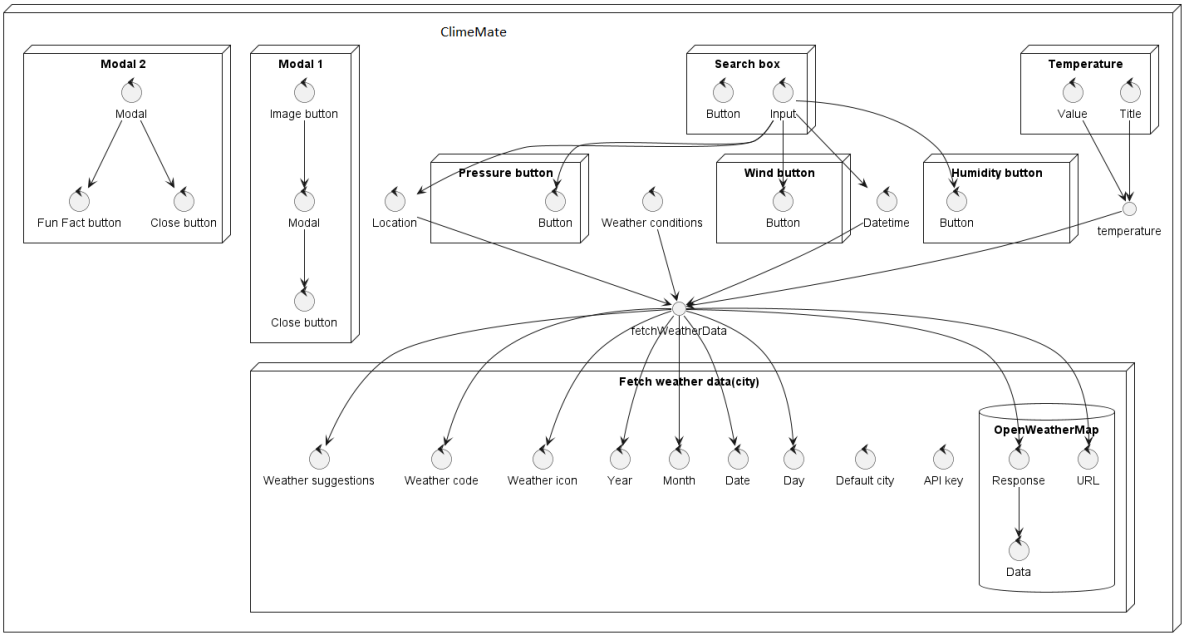 ClimeMate
Modal 2
Modal 1
Search box
Temperature
Modal
Image button
Button
Input
Value
Title
Pressure button
Wind button
Humidity button
Fun Fact button
Close button
Modal
Location
Button
Weather conditions
Button
Datetime
Button
temperature
Close button
fetchWeatherData
Fetch weather data(city)
OpenWeatherMap
Weather suggestions
Weather code
Weather icon
Year
Month
Date
Day
Default city
API key
Response
URL
Data